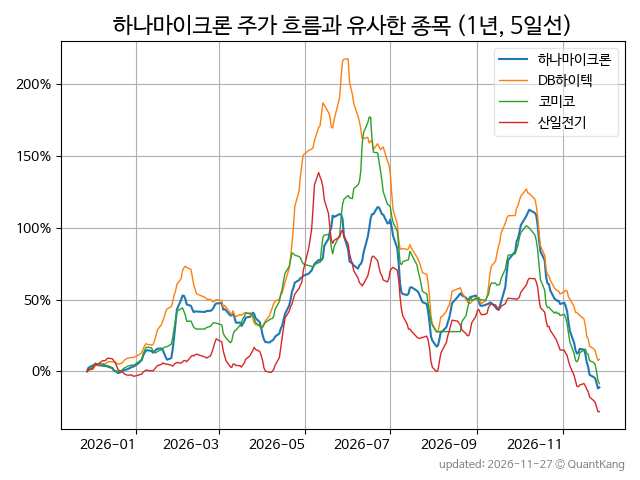 하나마이크론 주가 흐름과 유사한 종목 (1년, 5일선)
하나마이크론
DB하이텍
코미코
산일전기
200%
150%
100%
50%
0%
2026-01
2026-03
2026-05
2026-07
2026-09
2026-11
updated: 2026-11-27 © QuantKang